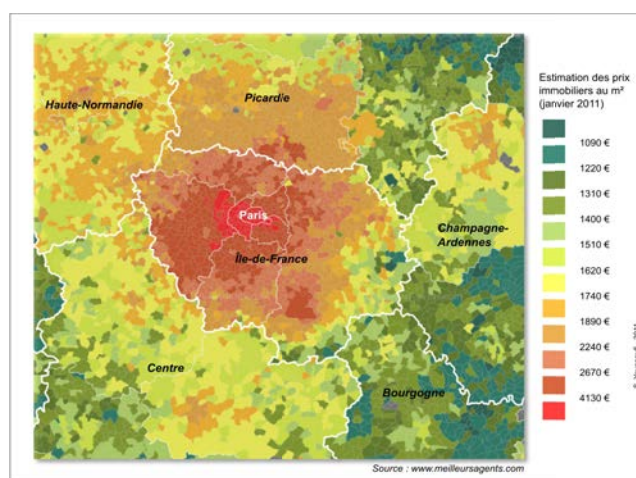 Haute-Normandie
Picardie
Paris
Île-de-France
Champagne-
Ardennes
Centre
Bourgogne
Estimation des prix
immobiliers au m²
(janvier 2011)
1090 €
1220 €
1310 €
1400 €
1510 €
1620 €
1740 €
1890 €
2240 €
2670 €
4130 €
Source : www.meilleursagents.com